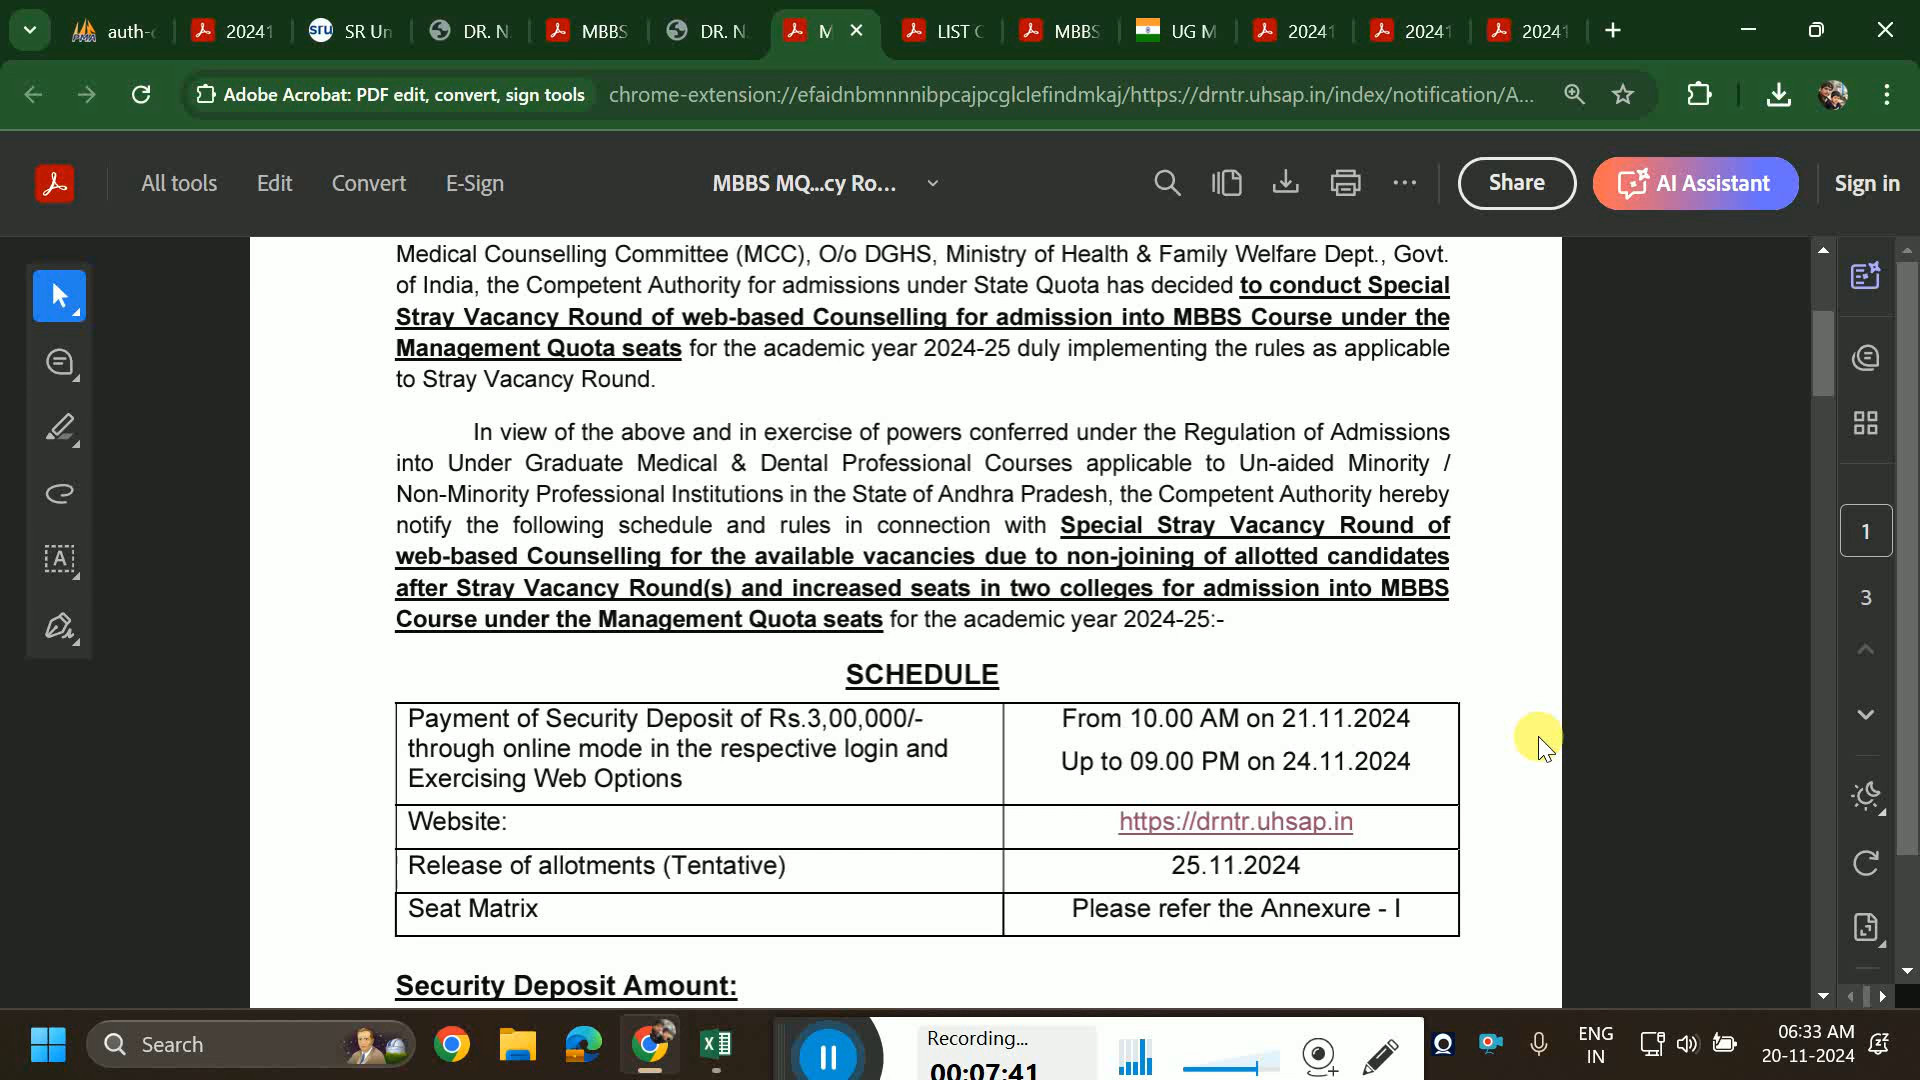 auth-
20241
sru
SR Un
DR. N
MBBS
DR. N
M
LIST
MBBS
UG M
20241
20241
20241
Adobe Acrobat: PDF edit, convert, sign tools
chrome-extension://efaidnbmnnnibpcajpcglclefindmkaj/https://drntr.uhsap.in/index/notification/A...
All tools
Edit
Convert
E-Sign
MBBS MQ...cy Ro...
Share
AI Assistant
Sign in
Medical Counselling Committee (MCC), O/o DGHS, Ministry of Health & Family Welfare Dept., Govt.
of India, the Competent Authority for admissions under State Quota has decided to conduct Special
Stray Vacancy Round of web-based Counselling for admission into MBBS Course under the
Management Quota seats for the academic year 2024-25 duly implementing the rules as applicable
to Stray Vacancy Round.
In view of the above and in exercise of powers conferred under the Regulation of Admissions
into Under Graduate Medical & Dental Professional Courses applicable to Un-aided Minority /
Non-Minority Professional Institutions in the State of Andhra Pradesh, the Competent Authority hereby
notify the following schedule and rules in connection with Special Stray Vacancy Round of
web-based Counselling for the available vacancies due to non-joining of allotted candidates
after Stray Vacancy Round(s) and increased seats in two colleges for admission into MBBS
Course under the Management Quota seats for the academic year 2024-25:-
SCHEDULE
Payment of Security Deposit of Rs.3,00,000/-
through online mode in the respective login and
Exercising Web Options
From 10.00 AM on 21.11.2024
Up to 09.00 PM on 24.11.2024
Website:
https://drntr.uhsap.in
Release of allotments (Tentative)
25.11.2024
Seat Matrix
Please refer the Annexure - I
Security Deposit Amount:
1
3
Search
Recording...
00:07:41
ENG
IN
06:33 AM
20-11-2024